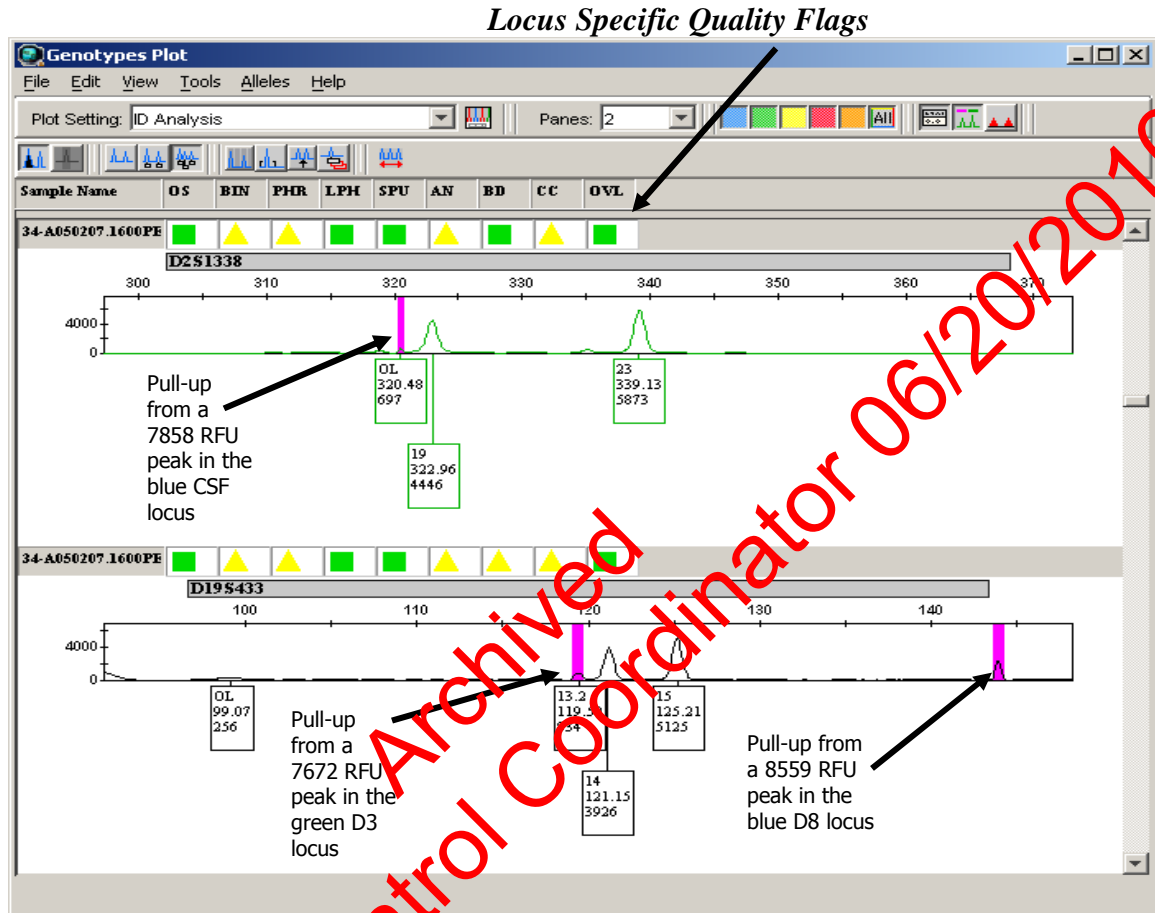 Locus Specific Quality Flags
Genotypes Plot
File Edit View Tools Alleles Help
Plot Setting: ID Analysis Panes: 2 All
Sample Name OS BIN PHR LPH SPU AN BD CC OVL
34-A050207.1600PE
D2S1338
300 310 320 330 340 350 360 370
4000
0
Pull-up
from a
7858 RFU
peak in the
blue CSF
locus
OL
320.48
697
19
322.96
4446
23
339.13
5873
34-A050207.1600PE
D19S433
100 110 120 130 140
4000
0
OL
99.07
256
Pull-up
from a
7672 RFU
peak in the
green D3
locus
13.2
14
121.15
3926
15
125.21
5125
Pull-up from
a 8559 RFU
peak in the
blue D8 locus
Archived
Coordinator 06/20/2016